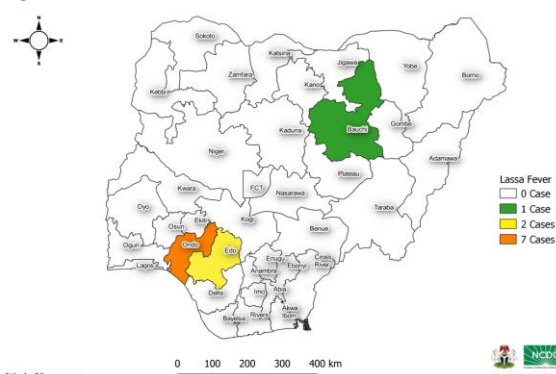 Sokoto
Katsina
Jigawa
Yobe
Borno
Zamfara
Kano
Kebbi
Bauchi
Gombe
Kaduna
Adamawa
Niger
Plateau
Kwara
FCT
Nasarawa
Taraba
Oyo
Ekiti
Kogi
Osun
Benue
Ondo
Edo
Ogun
Lagos
Enugu
Anambra
Ebonyi
Cross
River
Delta
Imo
Abia
Bayelsa
Rivers
Akwa
Ibom
Lassa Fever
0 Case
1 Case
2 Cases
7 Cases
0 100 200 300 400 km
NCDC